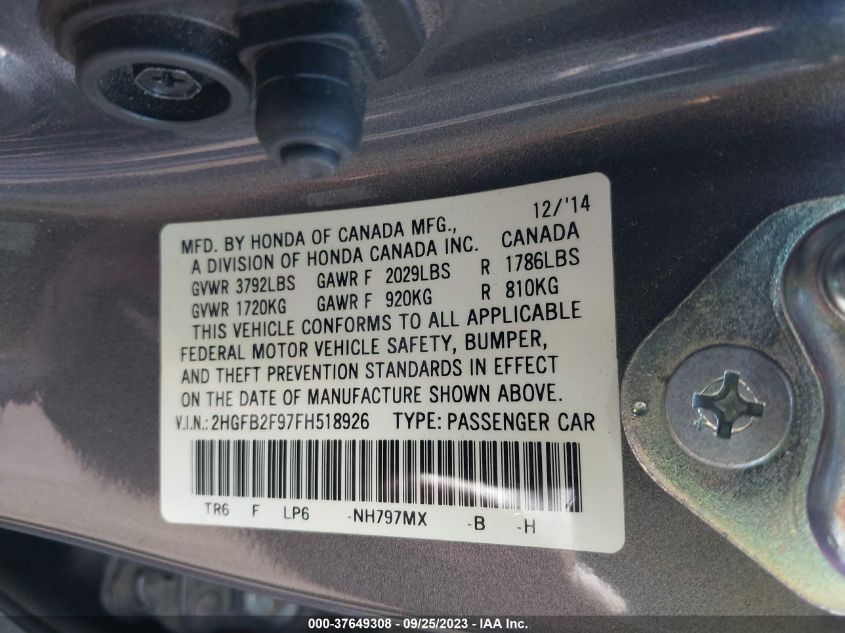 12/'14
MFD. BY HONDA OF CANADA MFG.,
A DIVISION OF HONDA CANADA INC. CANADA
GVWR 3792LBS GAWR F 2029LBS R 1786LBS
GVWR 1720KG GAWR F 920KG R 810KG
THIS VEHICLE CONFORMS TO ALL APPLICABLE
FEDERAL MOTOR VEHICLE SAFETY, BUMPER,
AND THEFT PREVENTION STANDARDS IN EFFECT
ON THE DATE OF MANUFACTURE SHOWN ABOVE.
V.I.N.: 2HGFB2F97FH518926 TYPE: PASSENGER CAR
TR6 F LP6 -NH797MX -B -H
000-37649308 - 09/25/2023 - IAA Inc.